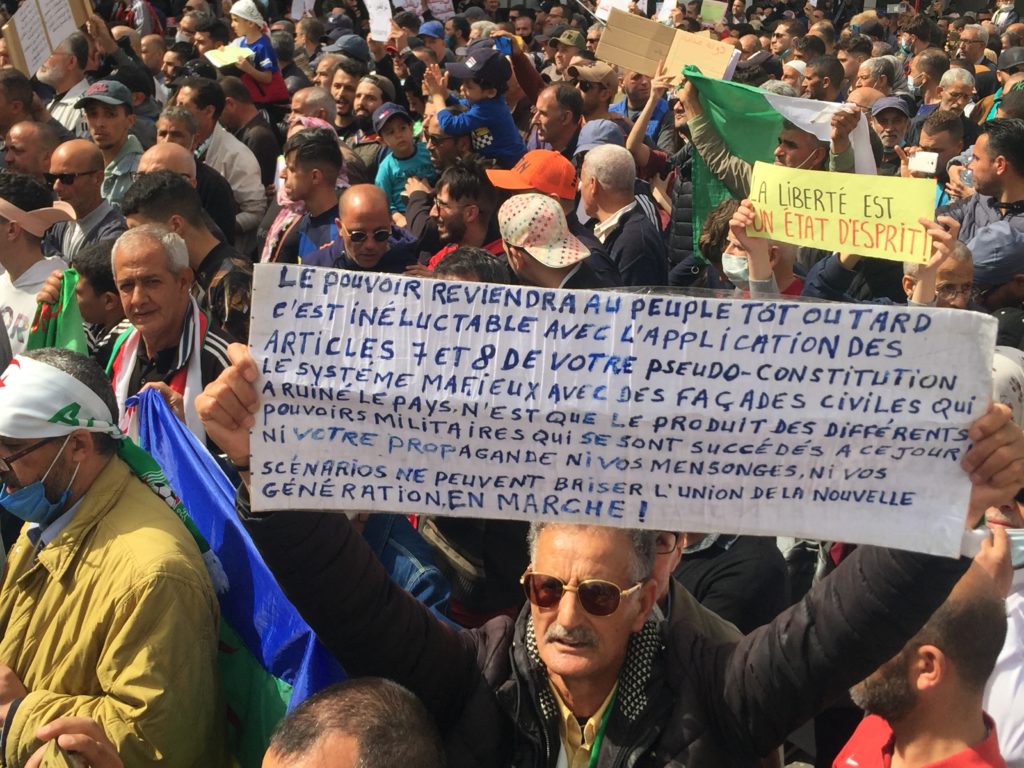 LE POUVOIR REVIENDRA AU PEUPLE TÔT OU TARD
C'EST INÉLUCTABLE AVEC L'APPLICATION DES
ARTICLES 7 ET 8 DE VOTRE PSEUDO-CONSTITUTION
LE SYSTÉME MAFIEUX AVEC DES FAÇADES CIVILES QUI
A RUINÉ LE PAYS. N'EST QUE LE PRODUIT DES DIFFÉRENTS
POUVOIRS MILITAIRES QUI SE SONT SUCCÉDÉS A CE JOUR
NI VOTRE PROPAGANDE NI VOS MENSONGES, NI VOS
SCÉNARIOS NE PEUVENT BRISER L'UNION DE LA NOUVELLE
GÉNÉRATION. EN MARCHE !
LA LIBERTÉ EST
UN ÉTAT D'ESPRIT!